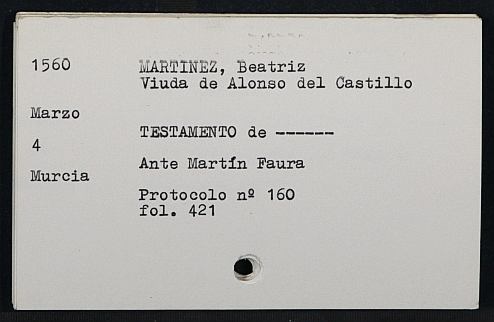 1560
MARTINEZ, Beatriz
Viuda de Alonso del Castillo
Marzo
TESTAMENTO de ------
4
Ante Martín Faura
Murcia
Protocolo nº 160
fol. 421